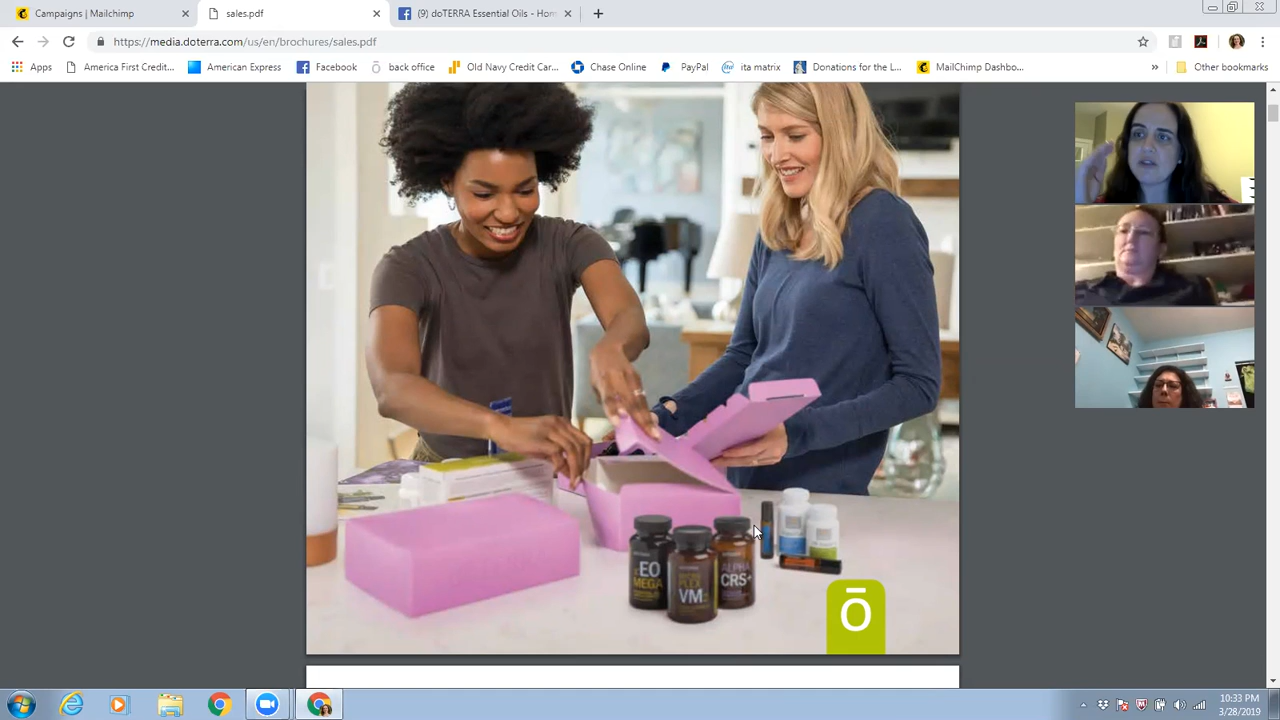 Campaigns | Mailchimp
sales.pdf
(9) doTERRA Essential Oils - Hom
https://media.doterra.com/us/en/brochures/sales.pdf
Apps
America First Credit...
American Express
Facebook
back office
Old Navy Credit Car...
Chase Online
PayPal
ita matrix
Donations for the L...
MailChimp Dashbo...
»
Other bookmarks
xEO
MEGA
VM
ALPHA
CRS+
ō
10:33 PM
3/28/2019